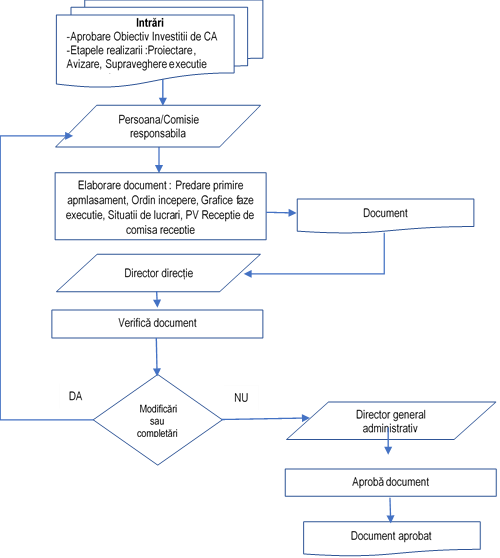 Intrări
-Aprobare Obiectiv Investitii de CA
-Etapele realizarii :Proiectare,
Avizare, Supraveghere executie
Persoana/Comisie
responsabila
Elaborare document : Predare primire
apmlasament, Ordin incepere, Grafice faze
executie, Situatii de lucrari, PV Receptie de
comisa receptie
Document
Director direcție
Verifică document
DA
NU
Modificări
sau
completări
Director general
administrativ
Aprobă document
Document aprobat